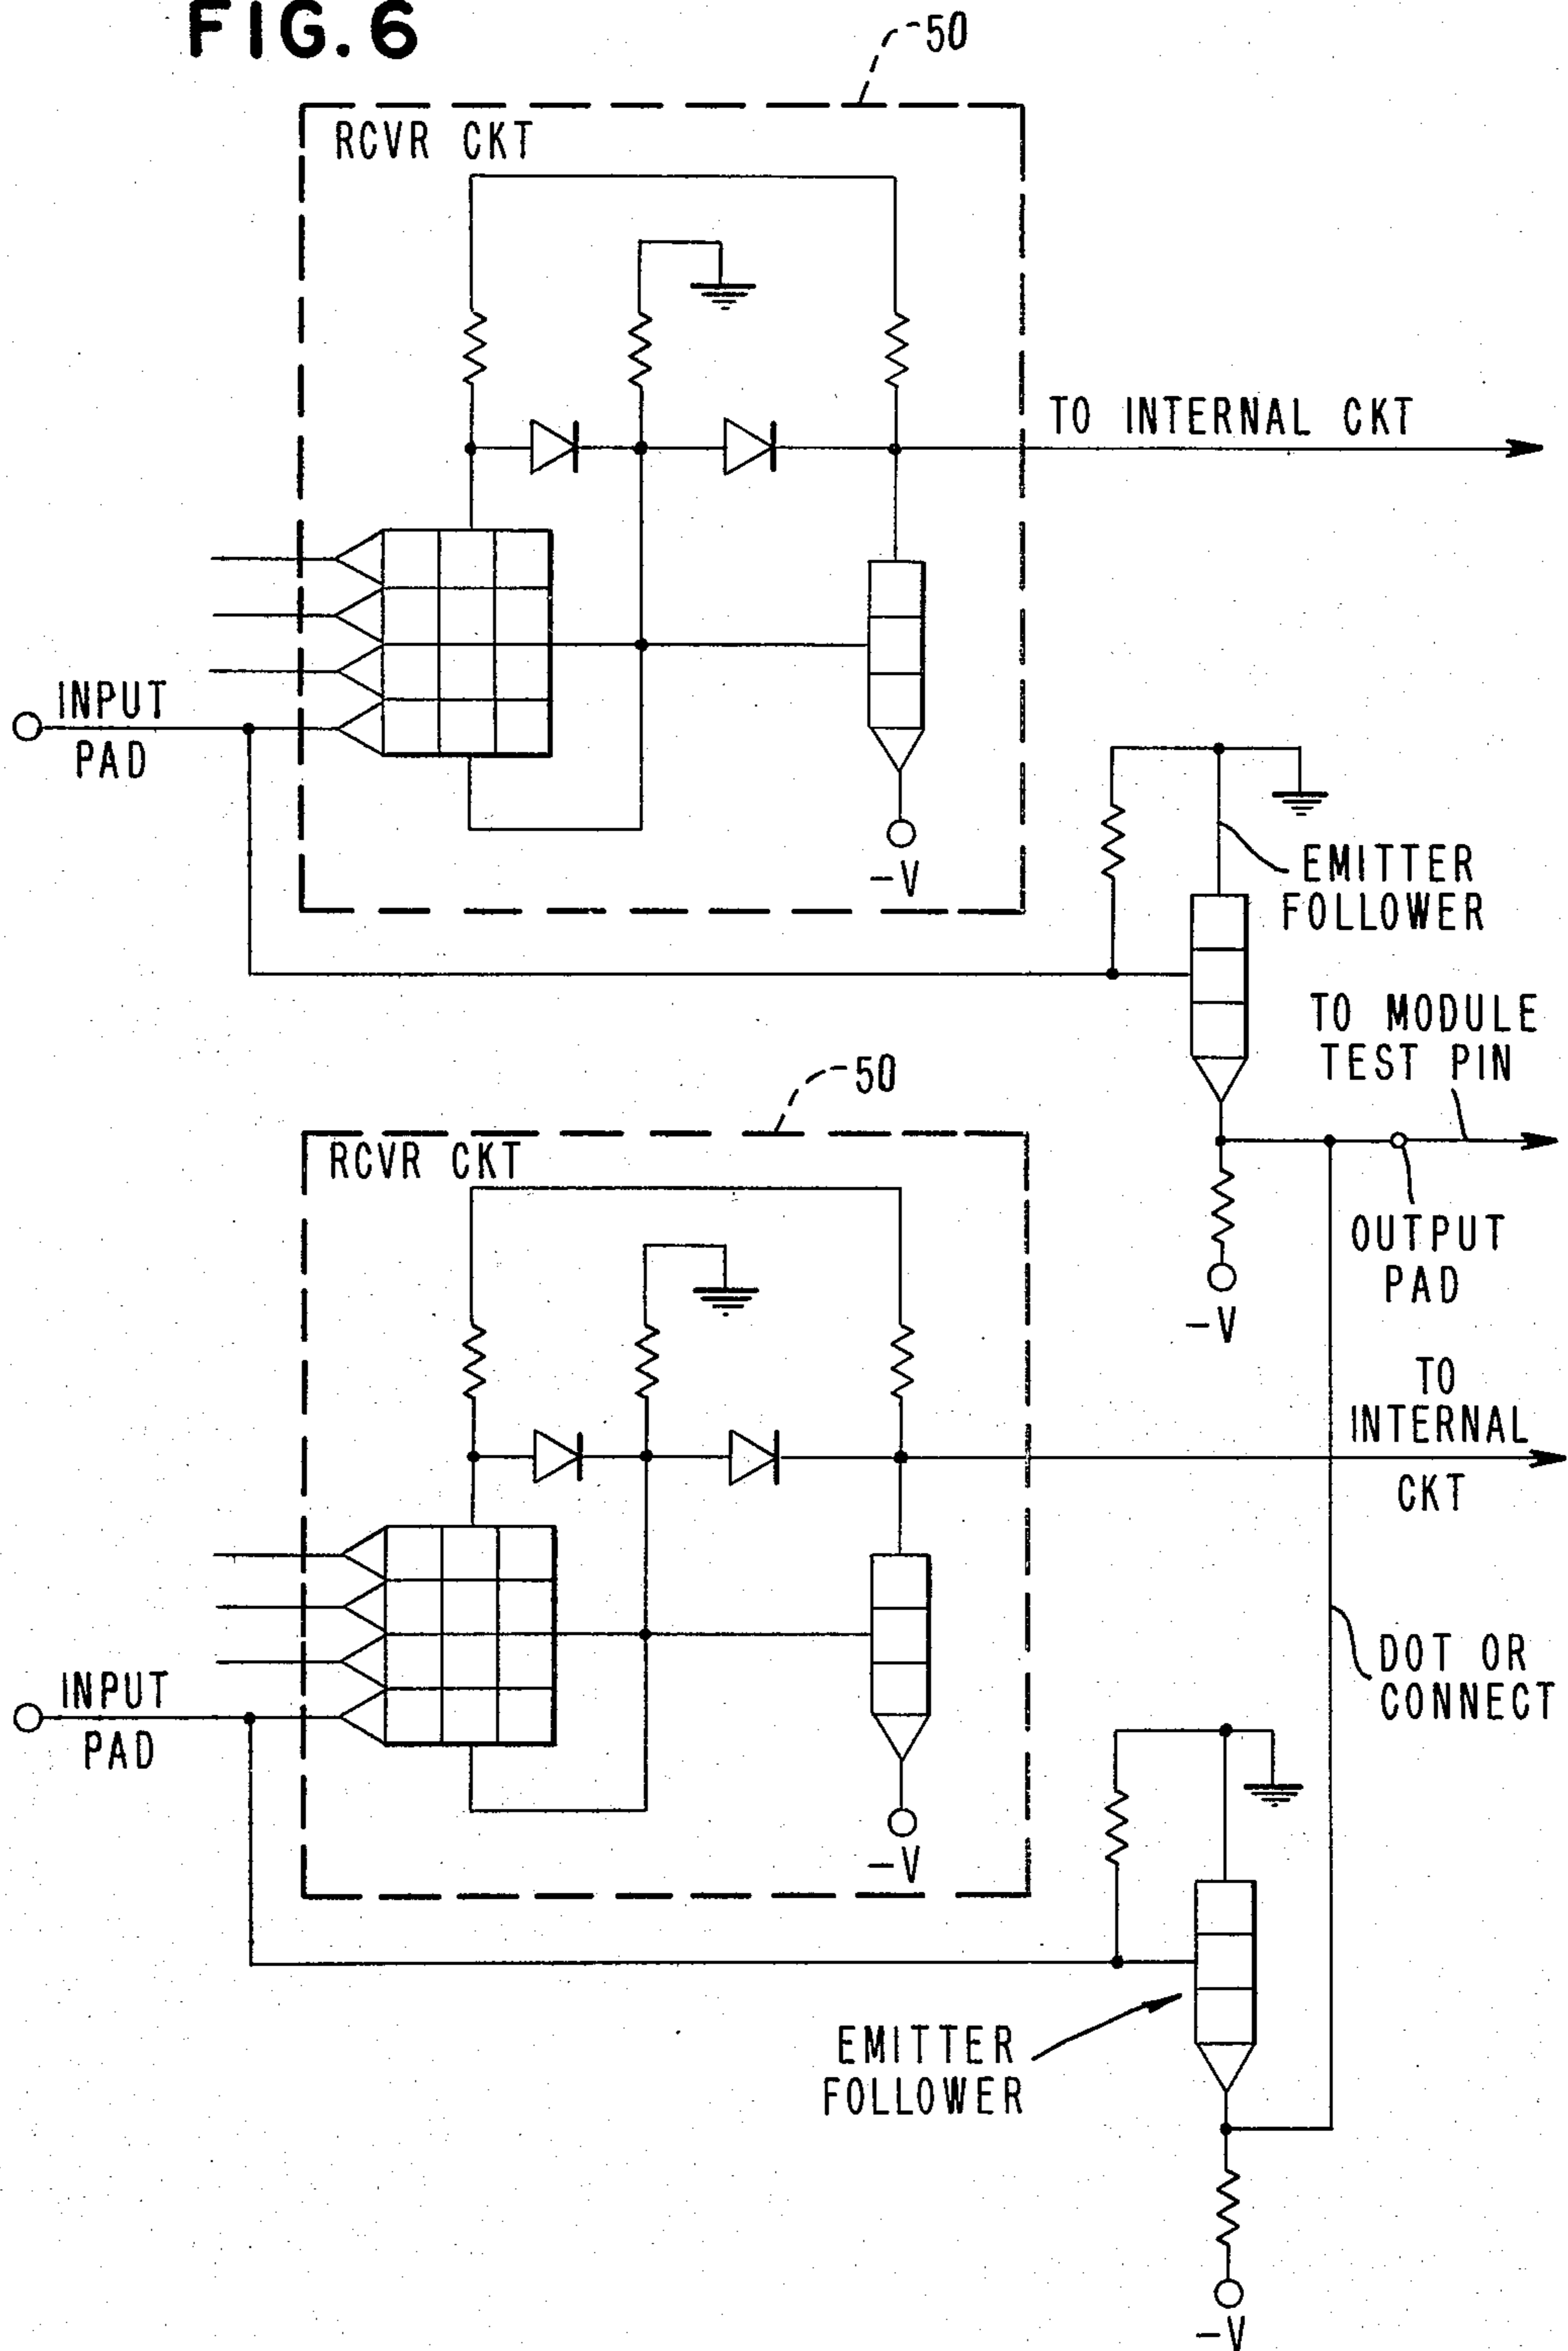 FIG. 6
50
RCVR CKT
TO INTERNAL CKT
INPUT
PAD
-V
EMITTER
FOLLOWER
TO MODULE
TEST PIN
50
RCVR CKT
OUTPUT
PAD
-V
TO
INTERNAL
CKT
INPUT
PAD
DOT OR
CONNECT
-V
EMITTER
FOLLOWER
-V